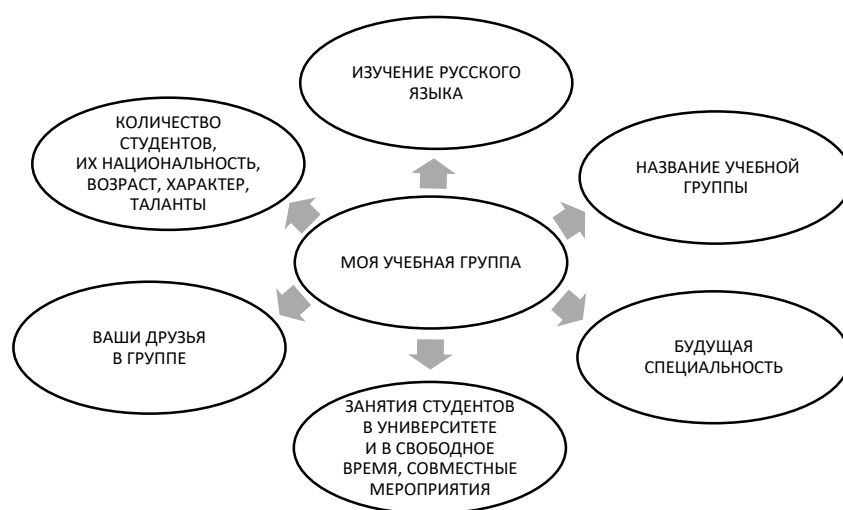 ИЗУЧЕНИЕ РУССКОГО
ЯЗЫКА
КОЛИЧЕСТВО
СТУДЕНТОВ,
ИХ НАЦИОНАЛЬНОСТЬ,
ВОЗРАСТ, ХАРАКТЕР,
ТАЛАНТЫ
НАЗВАНИЕ УЧЕБНОЙ
ГРУППЫ
МОЯ УЧЕБНАЯ ГРУППА
ВАШИ ДРУЗЬЯ
В ГРУППЕ
БУДУЩАЯ
СПЕЦИАЛЬНОСТЬ
ЗАНЯТИЯ СТУДЕНТОВ
В УНИВЕРСИТЕТЕ
И В СВОБОДНОЕ
ВРЕМЯ, СОВМЕСТНЫЕ
МЕРОПРИЯТИЯ